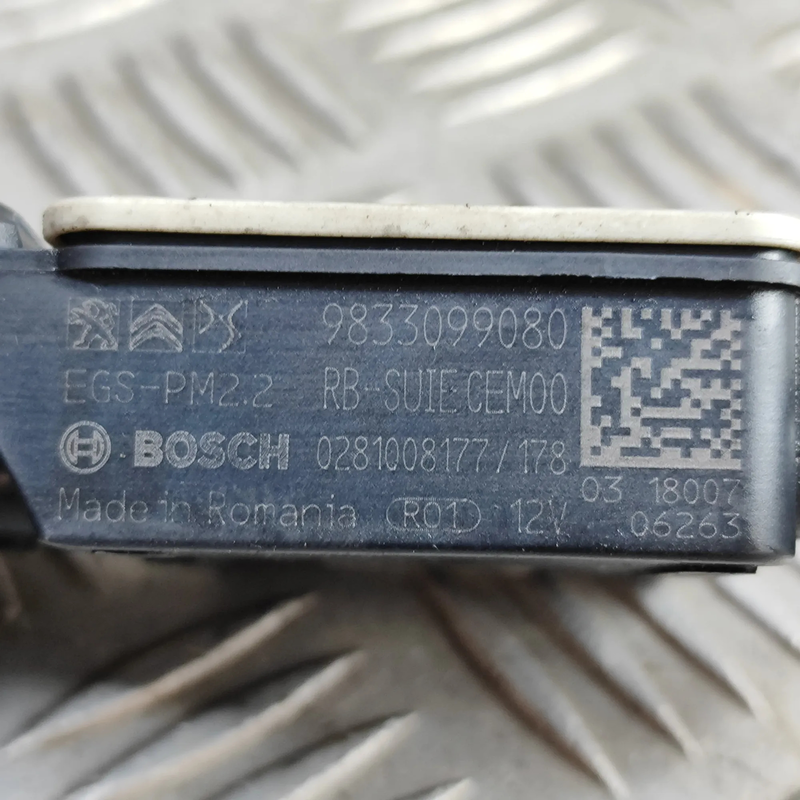 9833099080
EGS-PM2.2 RB-SUIE CEM00
BOSCH 0281008177/178
03 18007
Made in Romania R01 12V 06263